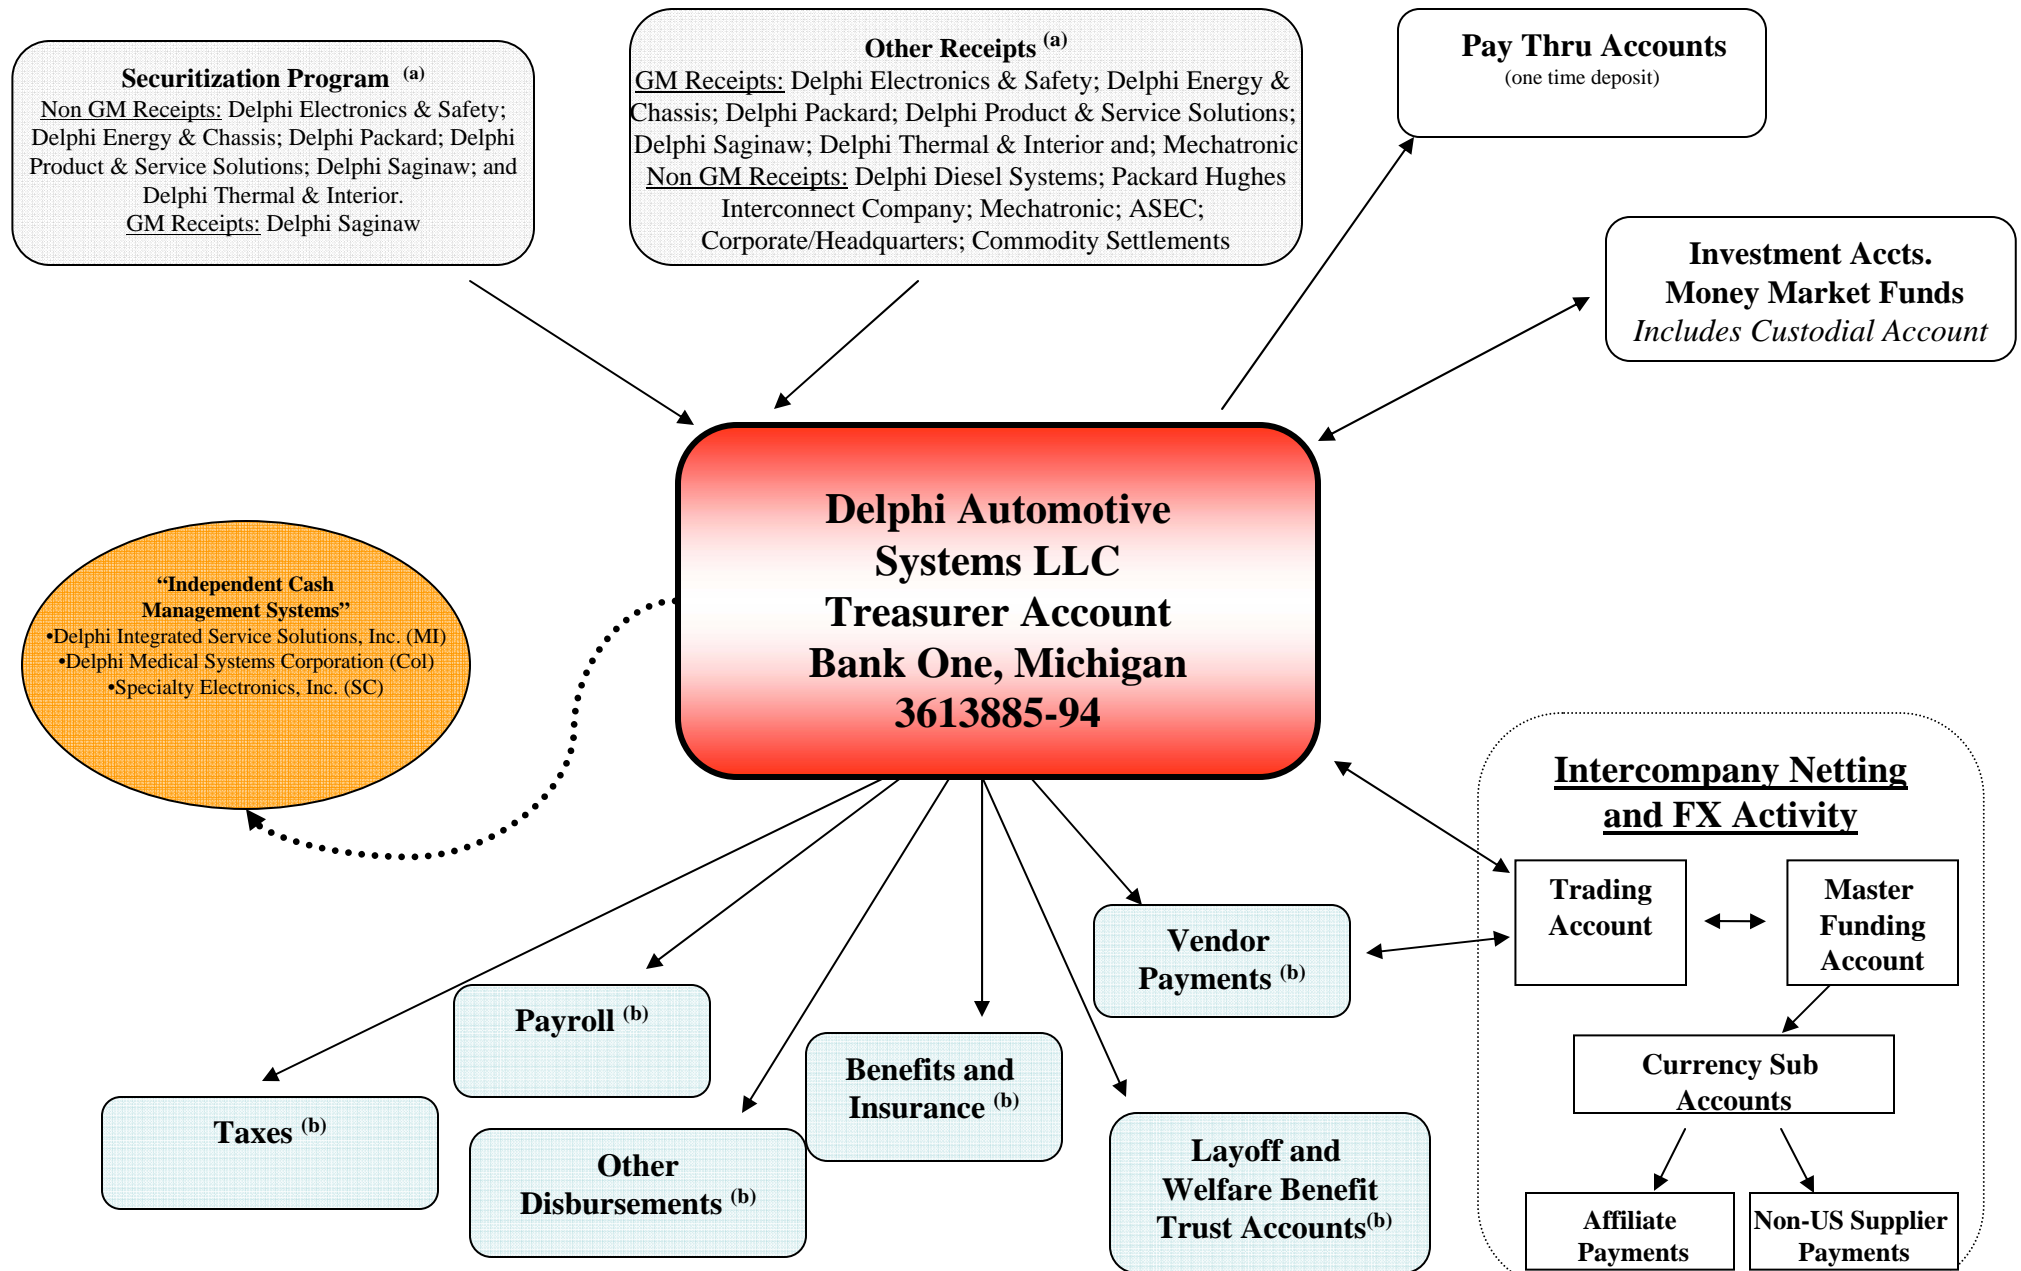 Securitization Program (a)
Non GM Receipts: Delphi Electronics & Safety;
Delphi Energy & Chassis; Delphi Packard; Delphi
Product & Service Solutions; Delphi Saginaw; and
Delphi Thermal & Interior.
GM Receipts: Delphi Saginaw
Other Receipts (a)
GM Receipts: Delphi Electronics & Safety; Delphi Energy &
Chassis; Delphi Packard; Delphi Product & Service Solutions;
Delphi Saginaw; Delphi Thermal & Interior and; Mechatronic
Non GM Receipts: Delphi Diesel Systems; Packard Hughes
Interconnect Company; Mechatronic; ASEC;
Corporate/Headquarters; Commodity Settlements
Pay Thru Accounts
(one time deposit)
Investment Accts.
Money Market Funds
Includes Custodial Account
Delphi Automotive
Systems LLC
Treasurer Account
Bank One, Michigan
3613885-94
“Independent Cash
Management Systems”
•Delphi Integrated Service Solutions, Inc. (MI)
•Delphi Medical Systems Corporation (Col)
•Specialty Electronics, Inc. (SC)
Intercompany Netting
and FX Activity
Trading
Account
Master
Funding
Account
Currency Sub
Accounts
Affiliate
Payments
Non-US Supplier
Payments
Vendor
Payments (b)
Payroll (b)
Benefits and
Insurance (b)
Taxes (b)
Other
Disbursements (b)
Layoff and
Welfare Benefit
Trust Accounts(b)